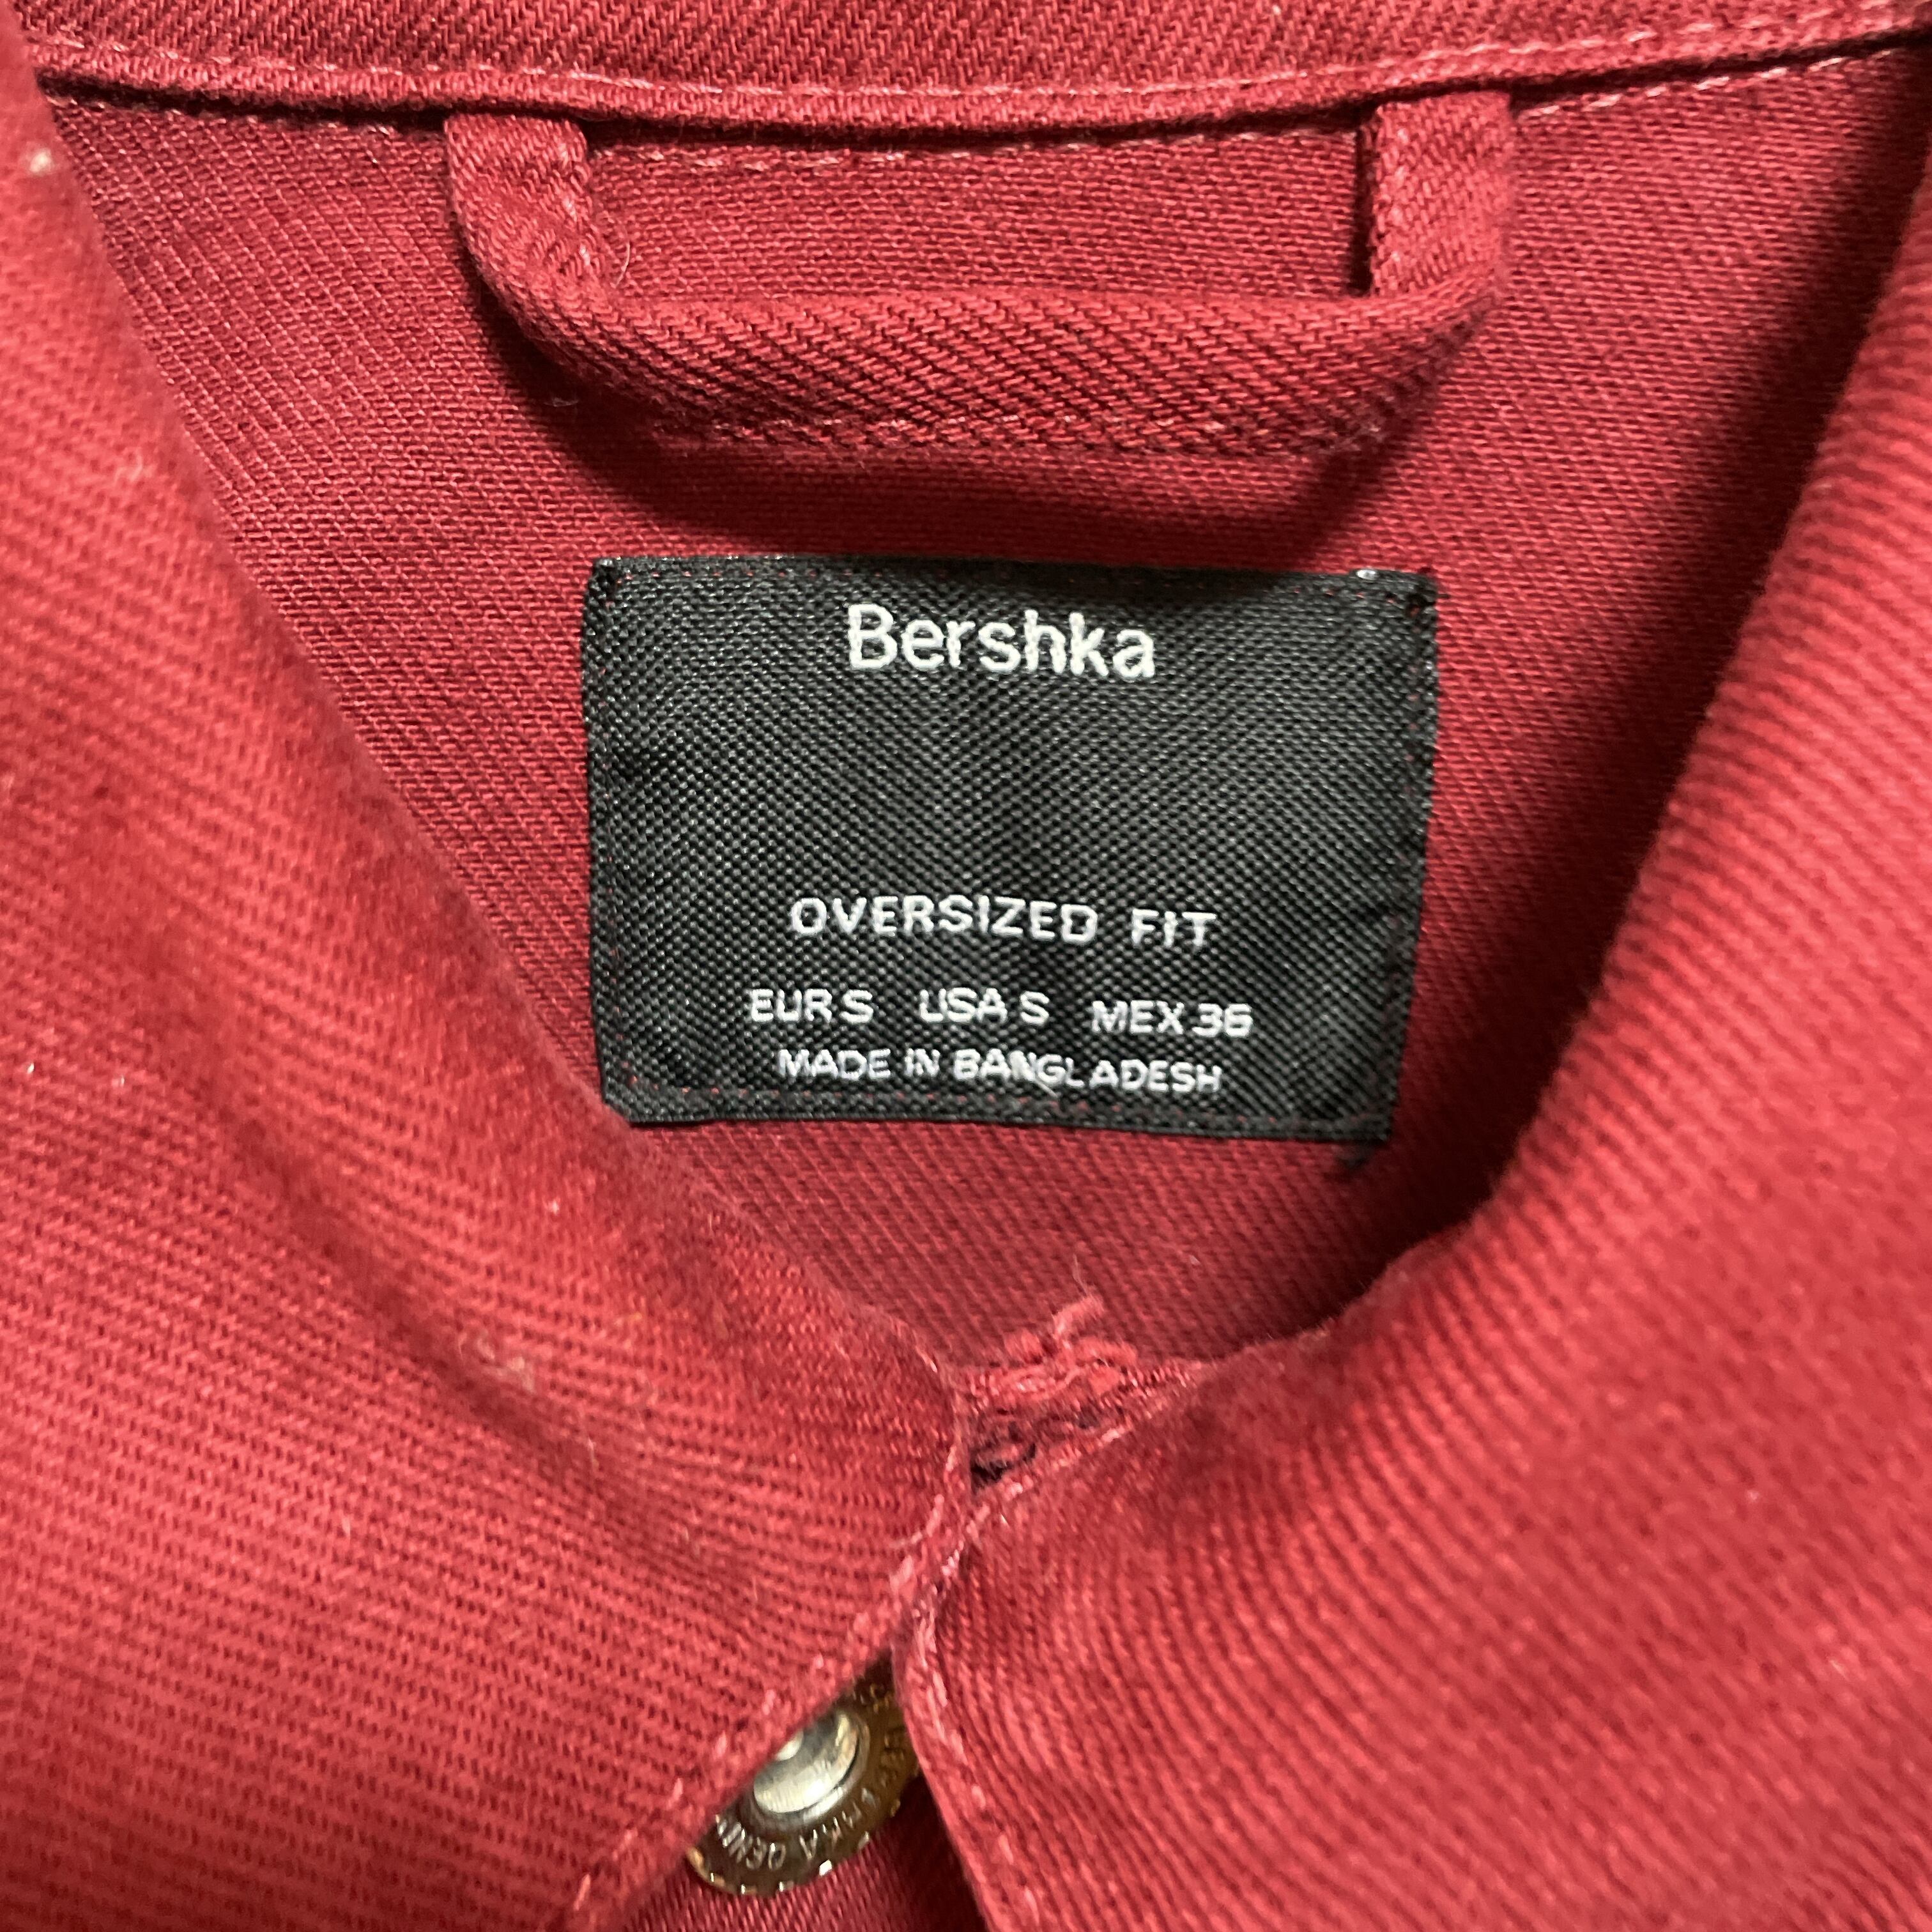 Bershka
OVERSIZED FIT
EUR S USA S MEX 36
MADE IN BANGLADESH